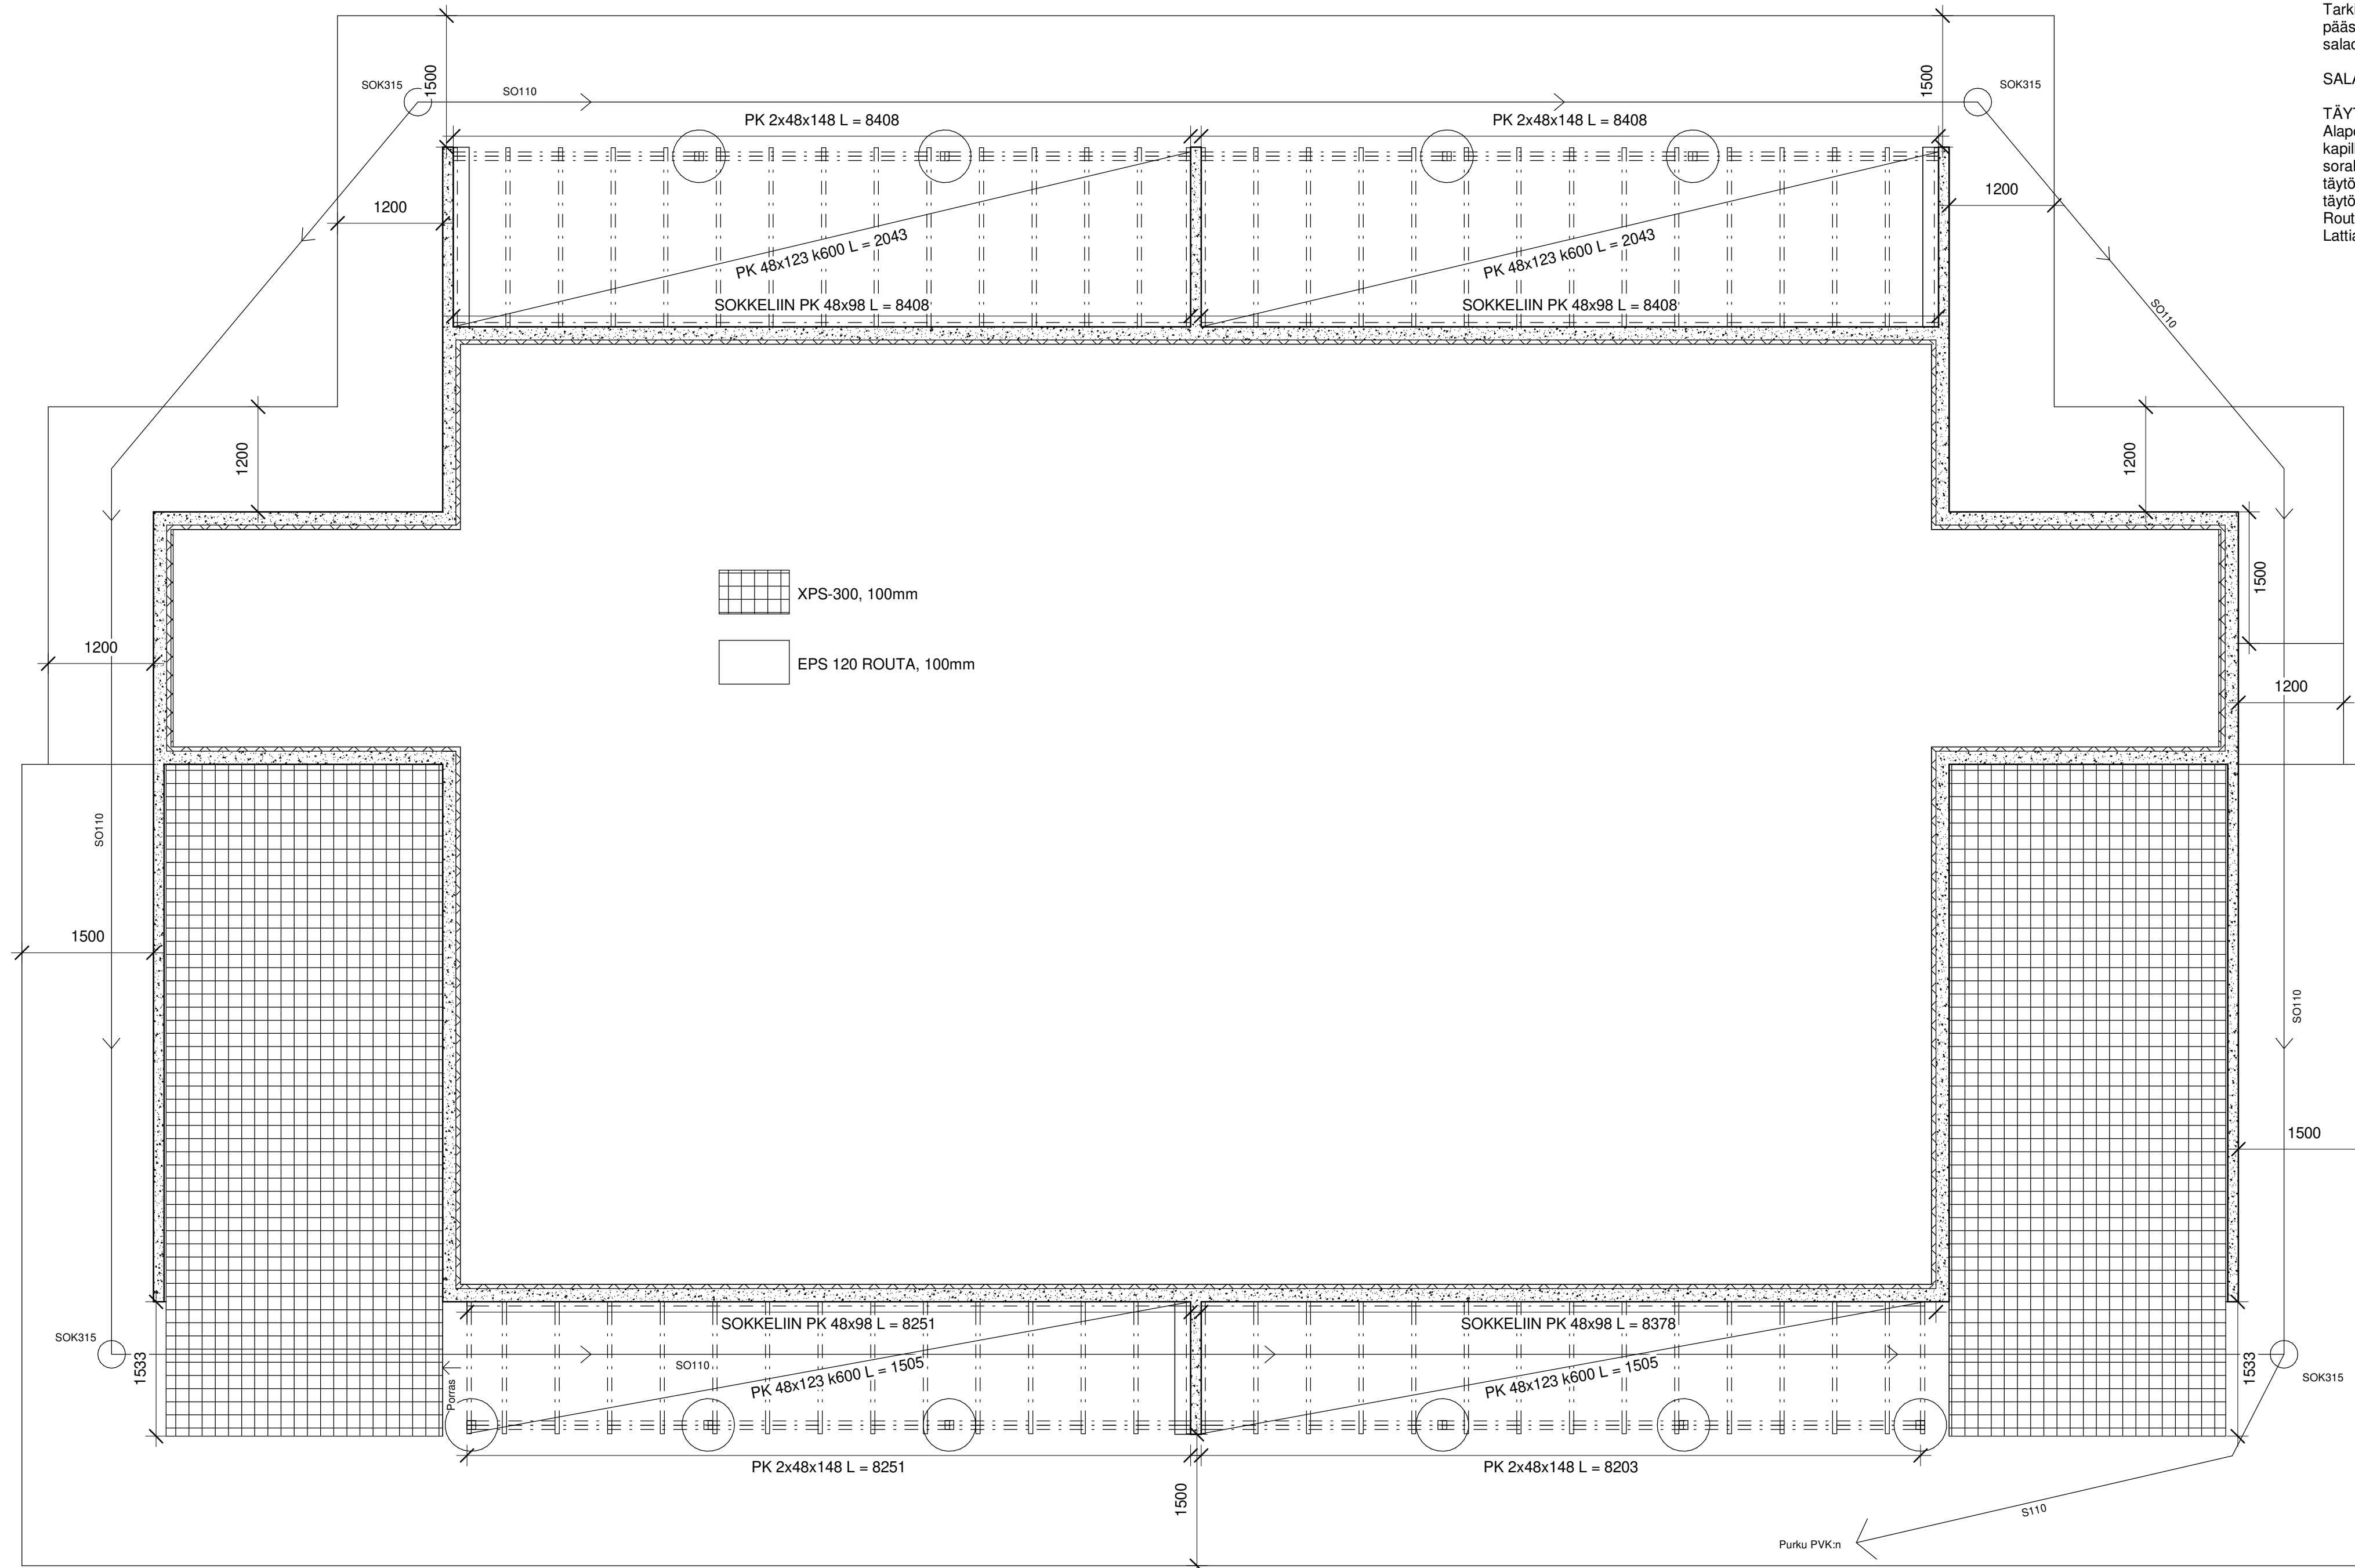 SOK315
1500
SO110
1500
SOK315
PK 2x48x148 L = 8408
PK 2x48x148 L = 8408
1200
1200
PK 48x123 k600 L = 2043
PK 48x123 k600 L = 2043
SOKKELIIN PK 48x98 L = 8408
SOKKELIIN PK 48x98 L = 8408
SO110
1200
1200
XPS-300, 100mm
1500
1200
EPS 120 ROUTA, 100mm
1200
SO110
1500
SO110
1500
SOKKELIIN PK 48x98 L = 8251
SOKKELIIN PK 48x98 L = 8378
SOK315
1533
Porras
SO110
PK 48x123 k600 L = 1505
PK 48x123 k600 L = 1505
1533
SOK315
PK 2x48x148 L = 8251
PK 2x48x148 L = 8203
1500
S110
Purku PVK:n